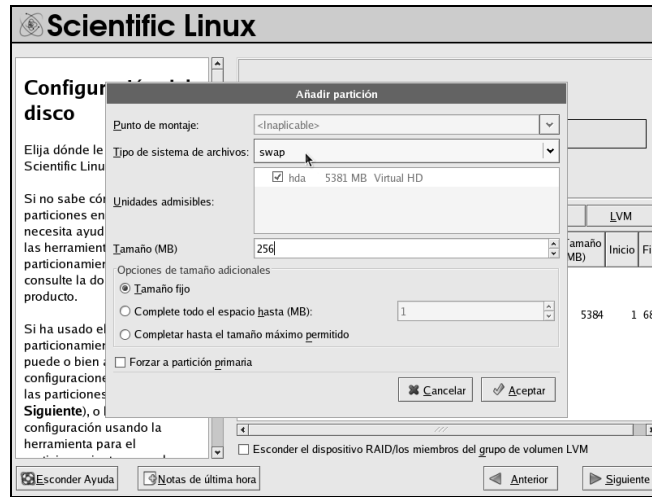 Scientific Linux
Configur
disco
Elija dónde le
Scientific Linu
Si no sabe có
particiones en
necesita ayud
las herramient
particionamier
consulte la do
producto.
Si ha usado el
particionamier
puede o bien a
configuracione
las particiones
Siguiente), o
configuración usando la
herramienta para el
Añadir partición
Punto de montaje:
<Inaplicable>
Tipo de sistema de archivos:
swap
Unidades admisibles:
hda 5381 MB Virtual HD
Tamaño (MB)
256
Opciones de tamaño adicionales
Tamaño fijo
Complete todo el espacio hasta (MB):
1
Completar hasta el tamaño máximo permitido
Forzar a partición primaria
Cancelar
Aceptar
LVM
Tamaño
MB)
Inicio
Fi
5384 1 68
Esconder el dispositivo RAID/los miembros del grupo de volumen LVM
Esconder Ayuda
Notas de última hora
Anterior
Siguiente